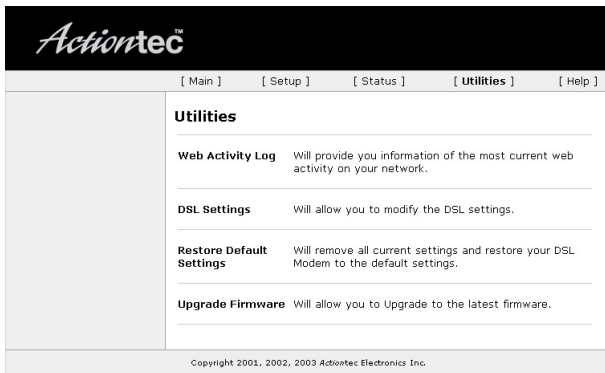 Actiontec™
[ Main ] [ Setup ] [ Status ] [ Utilities ] [ Help ]
Utilities
Web Activity Log Will provide you information of the most current web
activity on your network.
DSL Settings Will allow you to modify the DSL settings.
Restore Default Will remove all current settings and restore your DSL
Settings Modem to the default settings.
Upgrade Firmware Will allow you to Upgrade to the latest firmware.
Copyright 2001, 2002, 2003 Actiontec Electronics Inc.